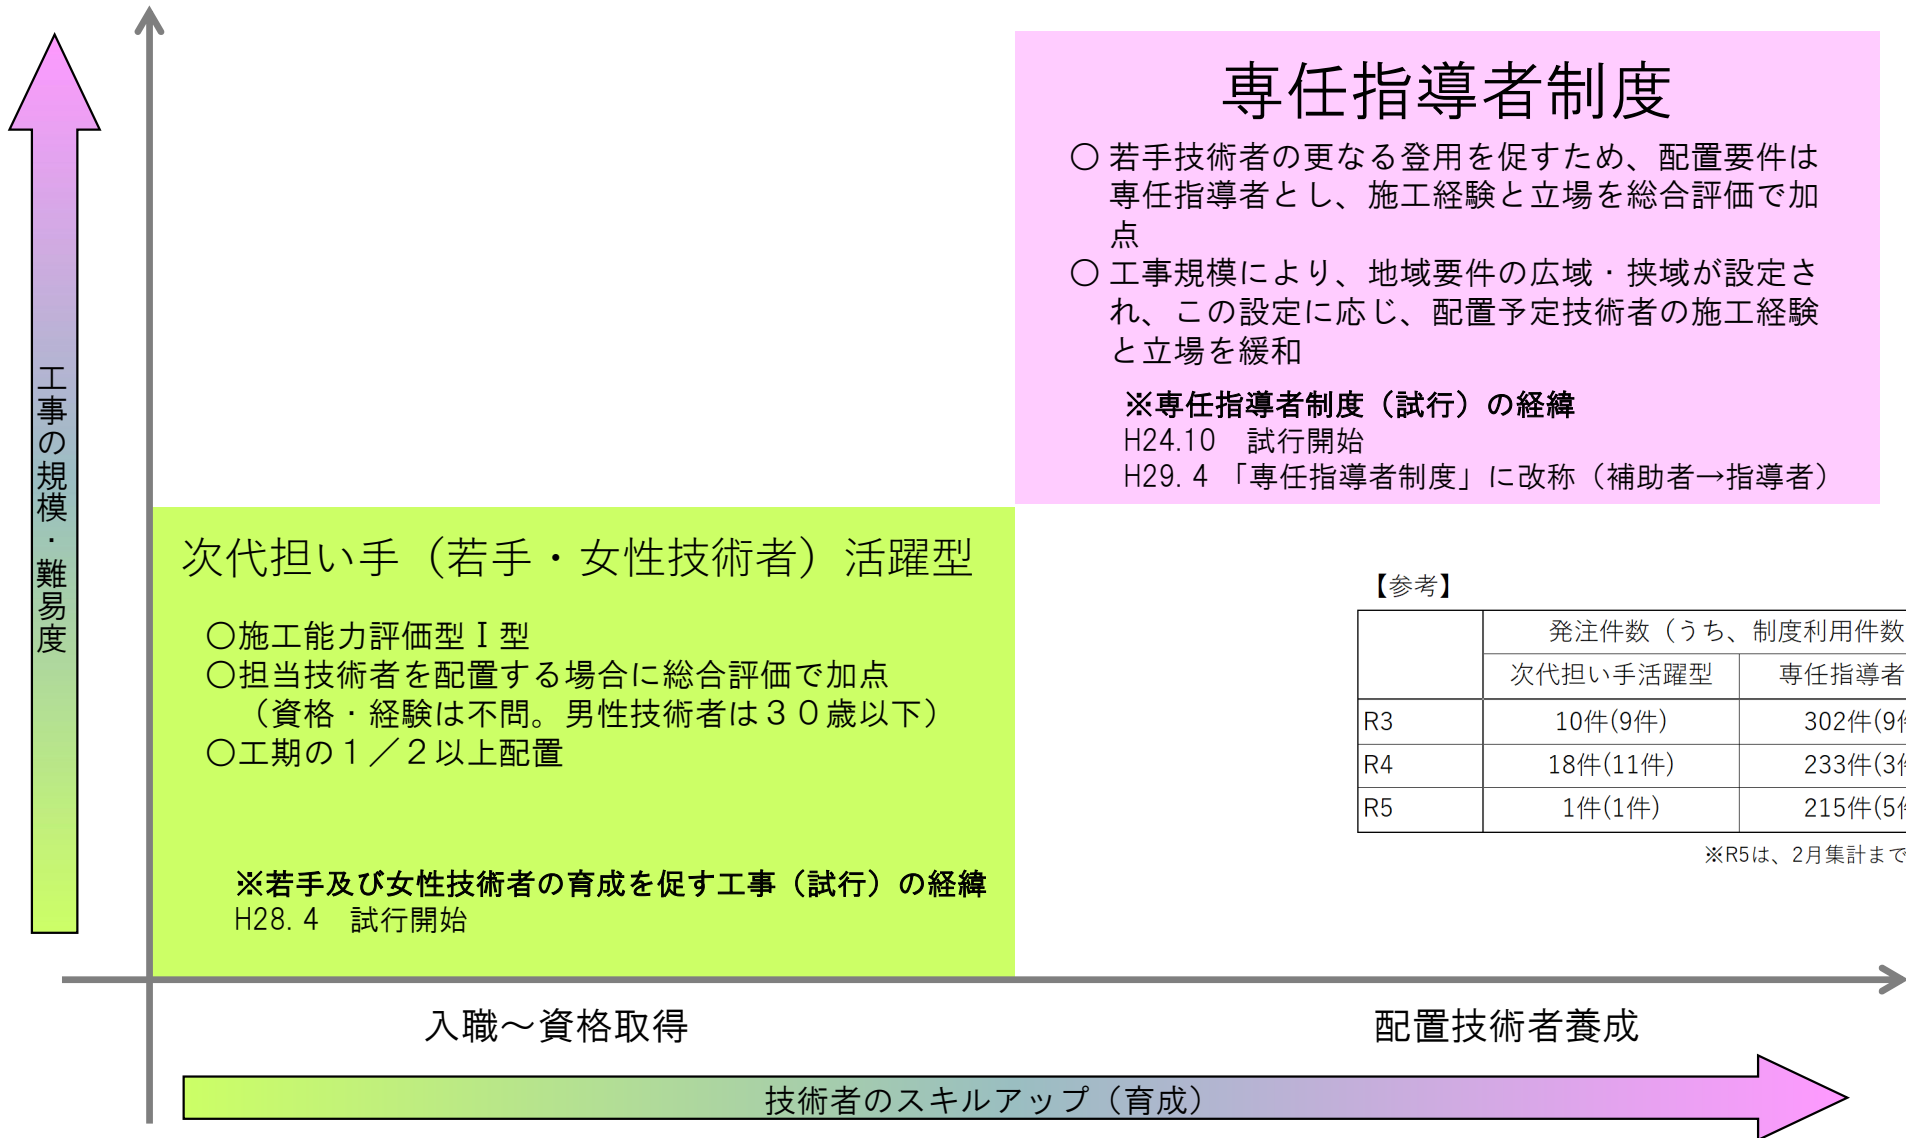 専任指導者制度
〇 若手技術者の更なる登用を促すため、配置要件は
専任指導者とし、施工経験と立場を総合評価で加
点
〇 工事規模により、地域要件の広域・挟域が設定さ
れ、この設定に応じ、配置予定技術者の施工経験
と立場を緩和
※専任指導者制度（試行）の経緯
H24.10　試行開始
H29. 4 「専任指導者制度」に改称（補助者→指導者）
工事の規模・難易度
次代担い手（若手・女性技術者）活躍型
〇施工能力評価型Ⅰ型
〇担当技術者を配置する場合に総合評価で加点
（資格・経験は不問。男性技術者は３０歳以下）
〇工期の１／２以上配置
※若手及び女性技術者の育成を促す工事（試行）の経緯
H28. 4　試行開始
【参考】
発注件数（うち、制度利用件数
次代担い手活躍型　専任指導者
R3　10件(9件)　302件(9件
R4　18件(11件)　233件(3件
R5　1件(1件)　215件(5件
※R5は、2月集計まで
入職～資格取得
配置技術者養成
技術者のスキルアップ（育成）